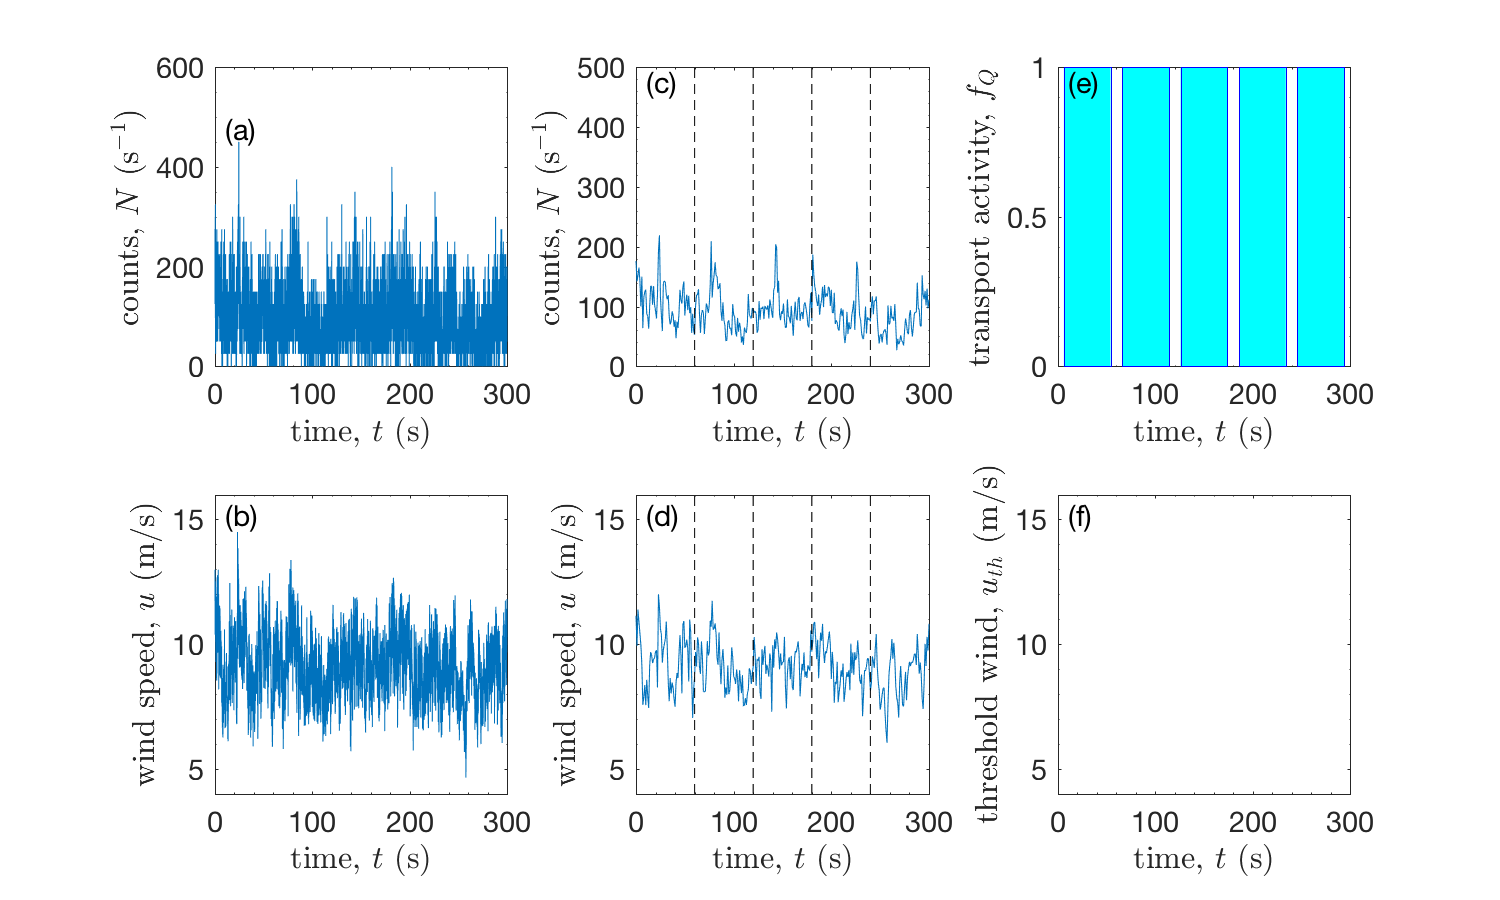 600
400
200
0
counts, N (s⁻¹)
(a)
0 100 200 300
time, t (s)
500
400
300
200
100
0
counts, N (s⁻¹)
(c)
0 100 200 300
time, t (s)
1
0.5
0
transport activity, f_Q
(e)
0 100 200 300
time, t (s)
15
10
5
wind speed, u (m/s)
(b)
0 100 200 300
time, t (s)
15
10
5
wind speed, u (m/s)
(d)
0 100 200 300
time, t (s)
15
10
5
threshold wind, u_th (m/s)
(f)
0 100 200 300
time, t (s)